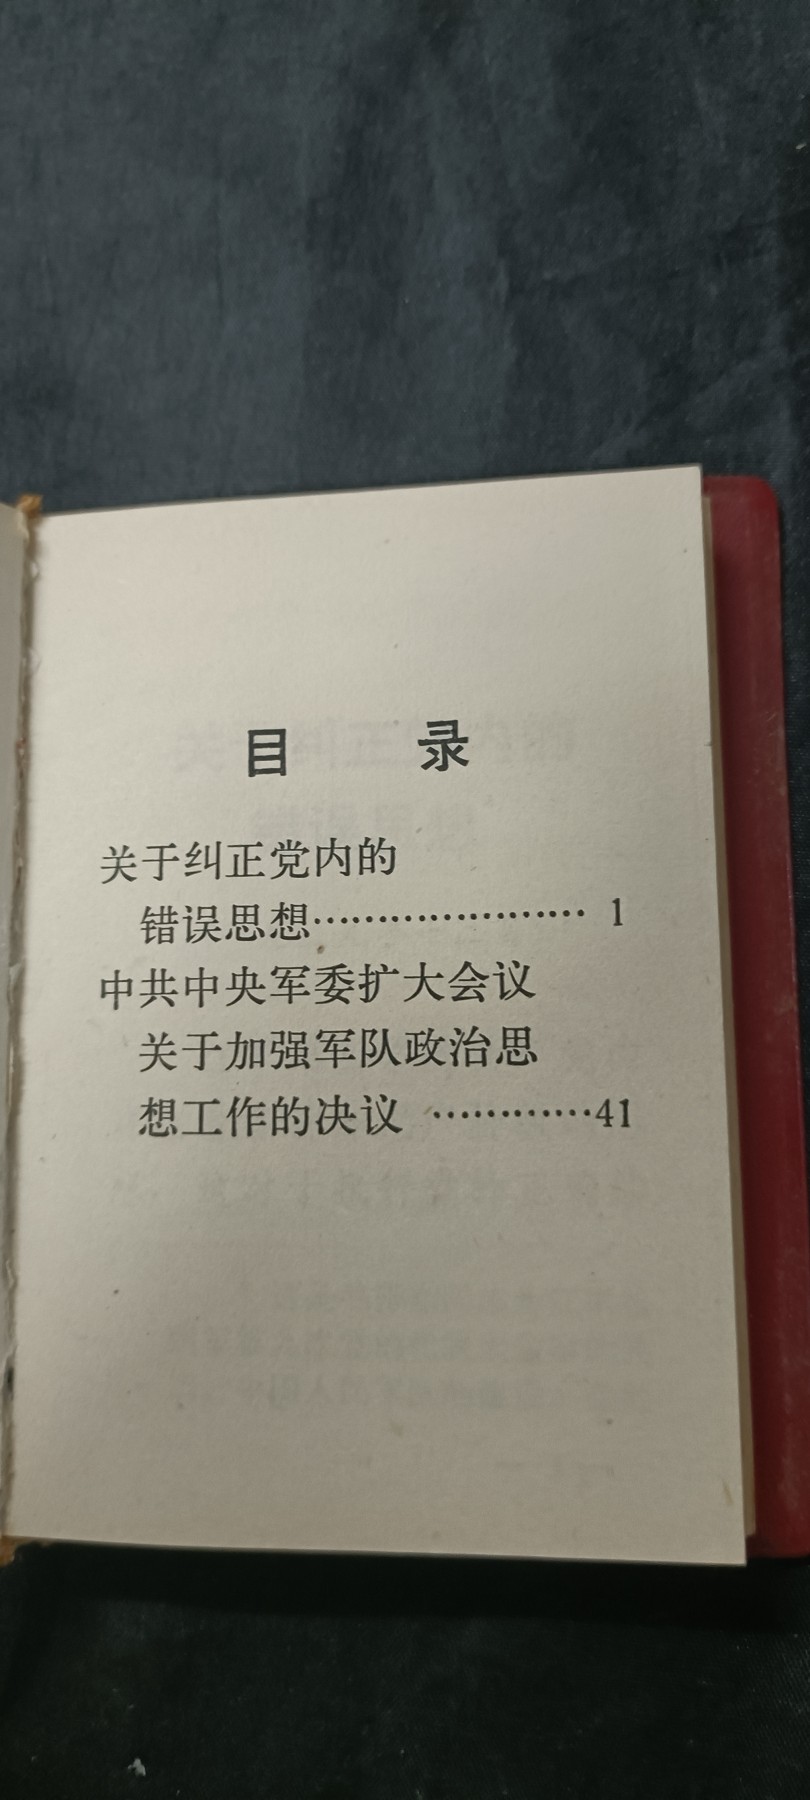 目 录
关于纠正党内的
错误思想…………………… 1
中共中央军委扩大会议
关于加强军队政治思
想工作的决议 …………41